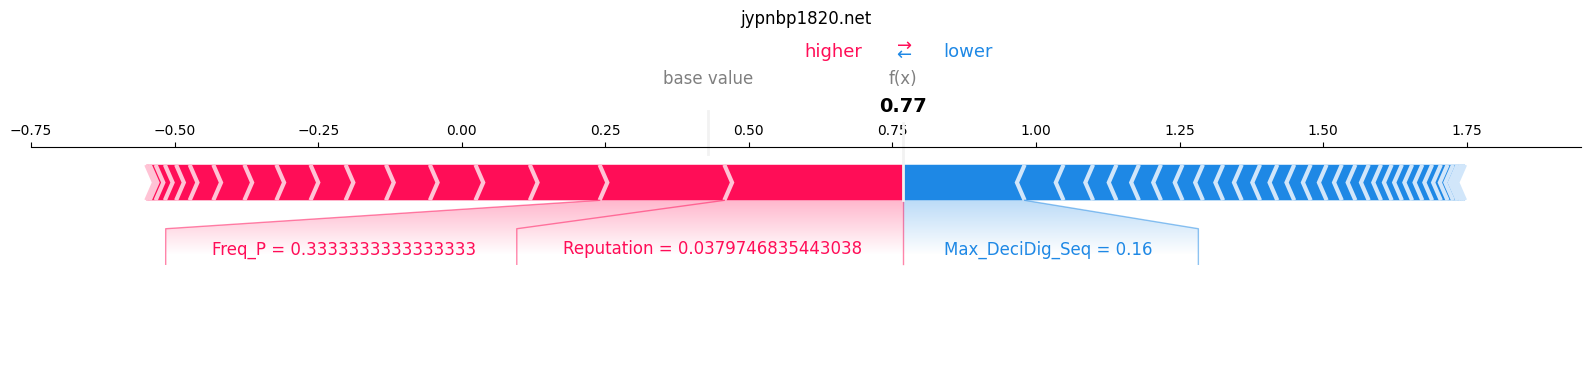 jypnbp1820.net
higher ⇄ lower
base value f(x)
0.77
−0.75 −0.50 −0.25 0.00 0.25 0.50 0.75 1.00 1.25 1.50 1.75
Freq_P = 0.3333333333333333 Reputation = 0.0379746835443038 Max_DeciDig_Seq = 0.16